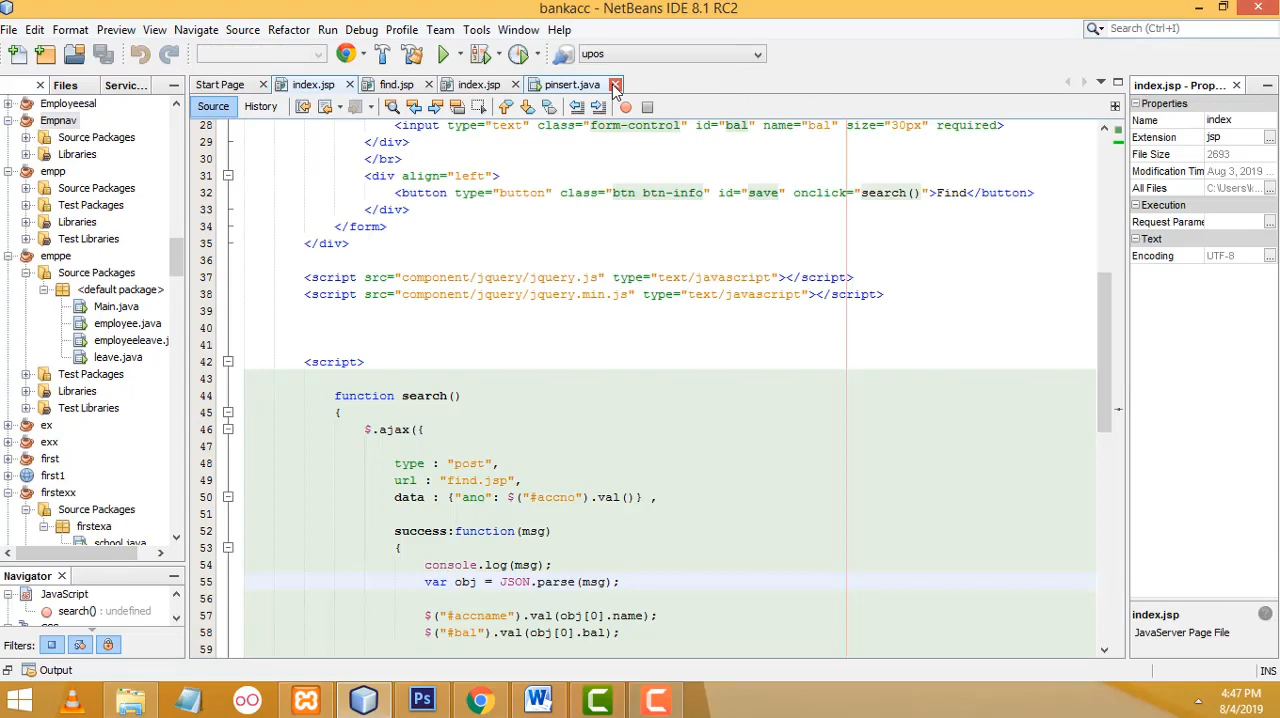 bankacc - NetBeans IDE 8.1 RC2
File Edit Format Preview View Navigate Source Refactor Run Debug Profile Team Tools Window Help
Search (Ctrl+I)
upos
Files Servic...
Start Page index.jsp find.jsp index.jsp pinsert.java
index.jsp - Prop...
Source History
Employeesal
Empnav
Source Packages
Libraries
empp
Source Packages
Test Packages
Libraries
Test Libraries
emppe
Source Packages
<default package>
Main.java
employee.java
employeeleave.j
leave.java
Test Packages
Libraries
Test Libraries
ex
exx
first
first1
firstexx
Source Packages
firstexa
school.java
Navigator
JavaScript
search() : undefined
Filters:
28 <input type="text" class="form-control" id="bal" name="bal" size="30px" required>
29 </div>
30 </br>
31 <div align="left">
32 <button type="button" class="btn btn-info" id="save" onclick="search()">Find</button>
33 </div>
34 </form>
35 </div>
36
37 <script src="component/jquery/jquery.js" type="text/javascript"></script>
38 <script src="component/jquery/jquery.min.js" type="text/javascript"></script>
39
40
41
42 <script>
43
44 function search()
45 {
46 $.ajax({
47
48 type : "post",
49 url : "find.jsp",
50 data : {"ano": $("#accno").val()} ,
51
52 success:function(msg)
53 {
54 console.log(msg);
55 var obj = JSON.parse(msg);
56
57 $("#accname").val(obj[0].name);
58 $("#bal").val(obj[0].bal);
59
Properties
Name index
Extension jsp
File Size 2693
Modification Tim Aug 3, 2019
All Files C:\Users\k
Execution
Request Parame
Text
Encoding UTF-8
index.jsp
JavaServer Page File
Output
INS
Ps
4:47 PM
8/4/2019